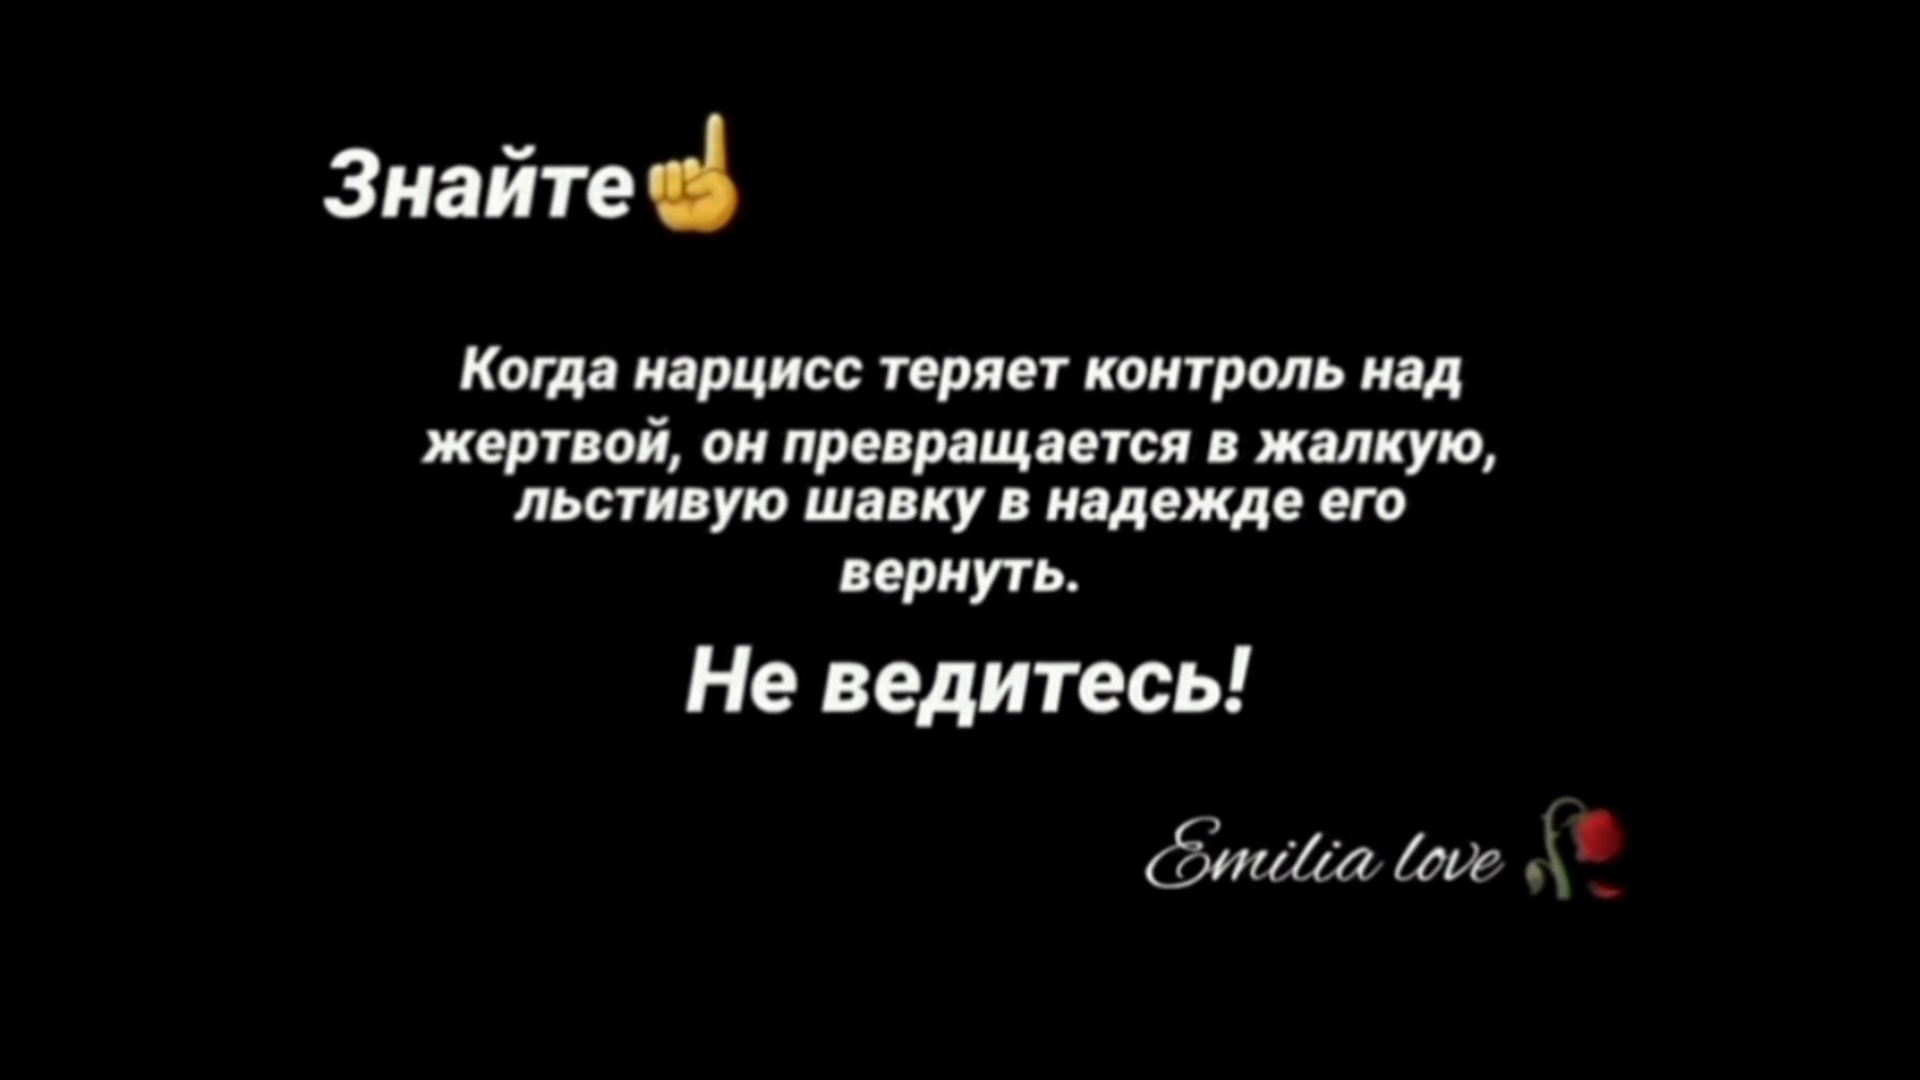 Знайте☝️
Когда нарцисс теряет контроль над
жертвой, он превращается в жалкую,
льстивую шавку в надежде его
вернуть.
Не ведитесь!
Emilia love 🥀